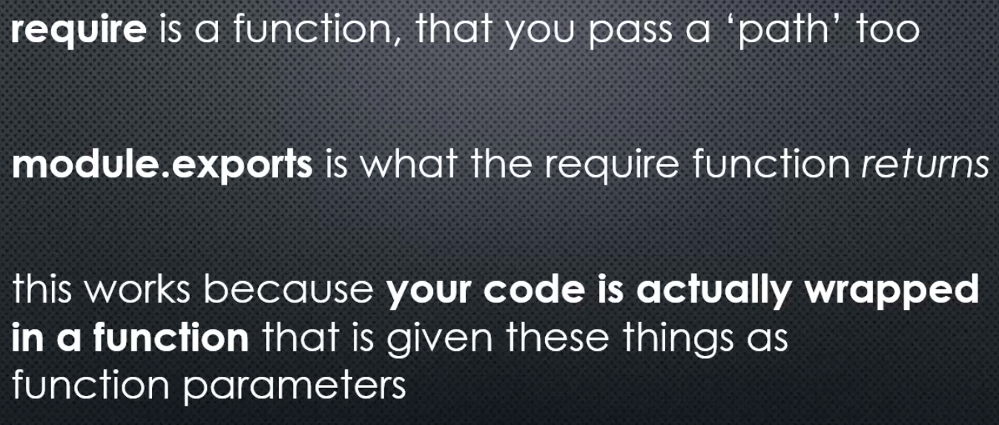 require is a function, that you pass a ‘path’ too
module.exports is what the require function returns
this works because your code is actually wrapped
in a function that is given these things as
function parameters